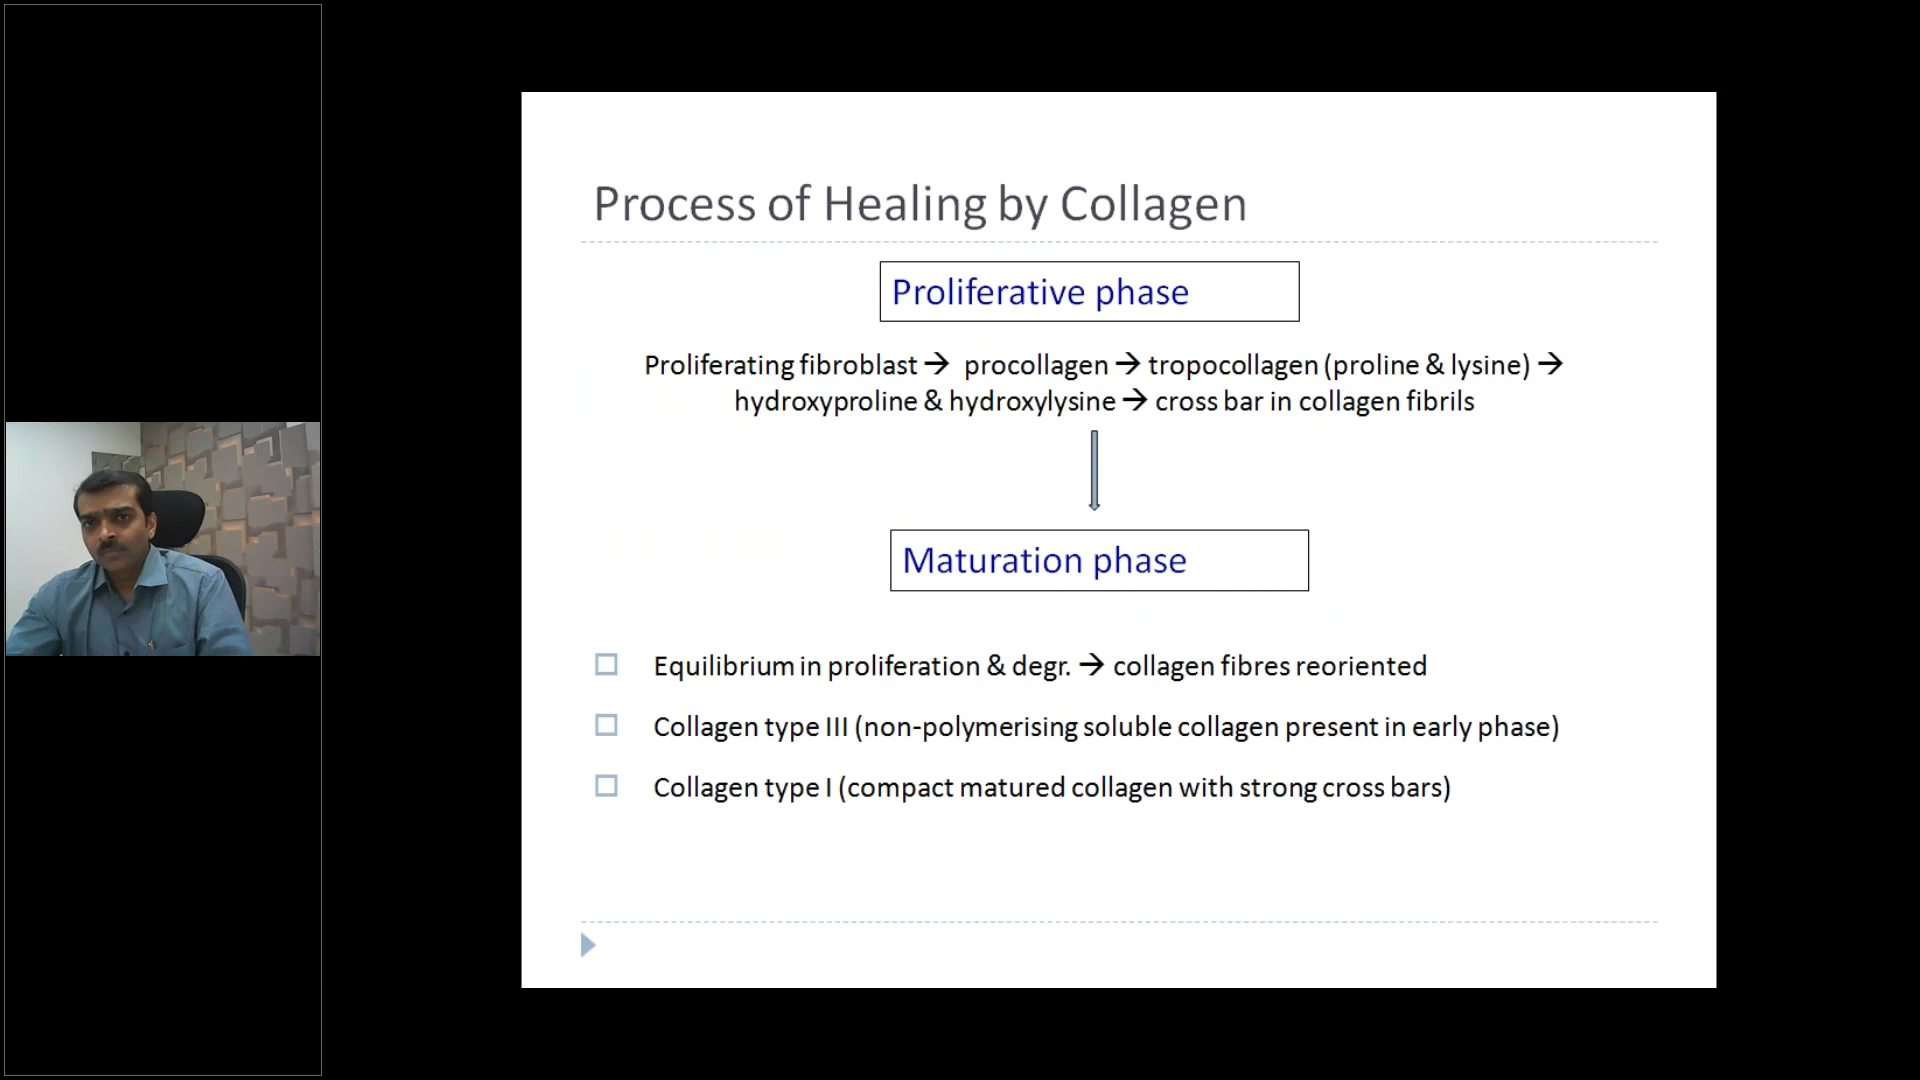 Process of Healing by Collagen
Proliferative phase
Proliferating fibroblast → procollagen → tropocollagen (proline & lysine) →
hydroxyproline & hydroxylysine → cross bar in collagen fibrils
Maturation phase
Equilibrium in proliferation & degr. → collagen fibres reoriented
Collagen type III (non-polymerising soluble collagen present in early phase)
Collagen type I (compact matured collagen with strong cross bars)